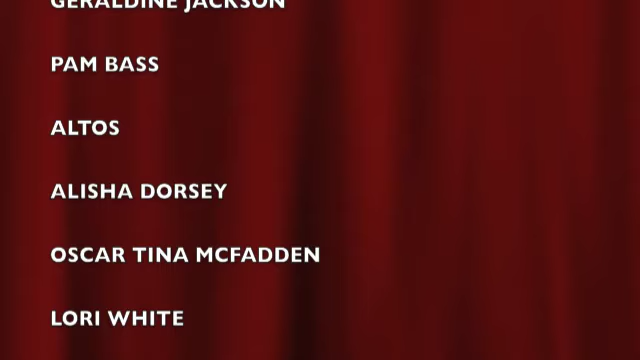 GERALDINE JACKSON
PAM BASS
ALTOS
ALISHA DORSEY
OSCAR TINA MCFADDEN
LORI WHITE